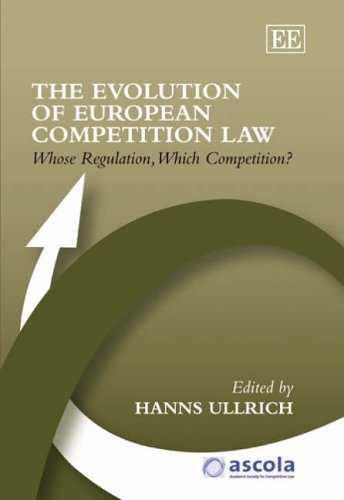 EE
THE EVOLUTION
OF EUROPEAN
COMPETITION LAW
Whose Regulation, Which Competition?
Edited by
HANNS ULLRICH
ascola
Academic Society for Competition Law